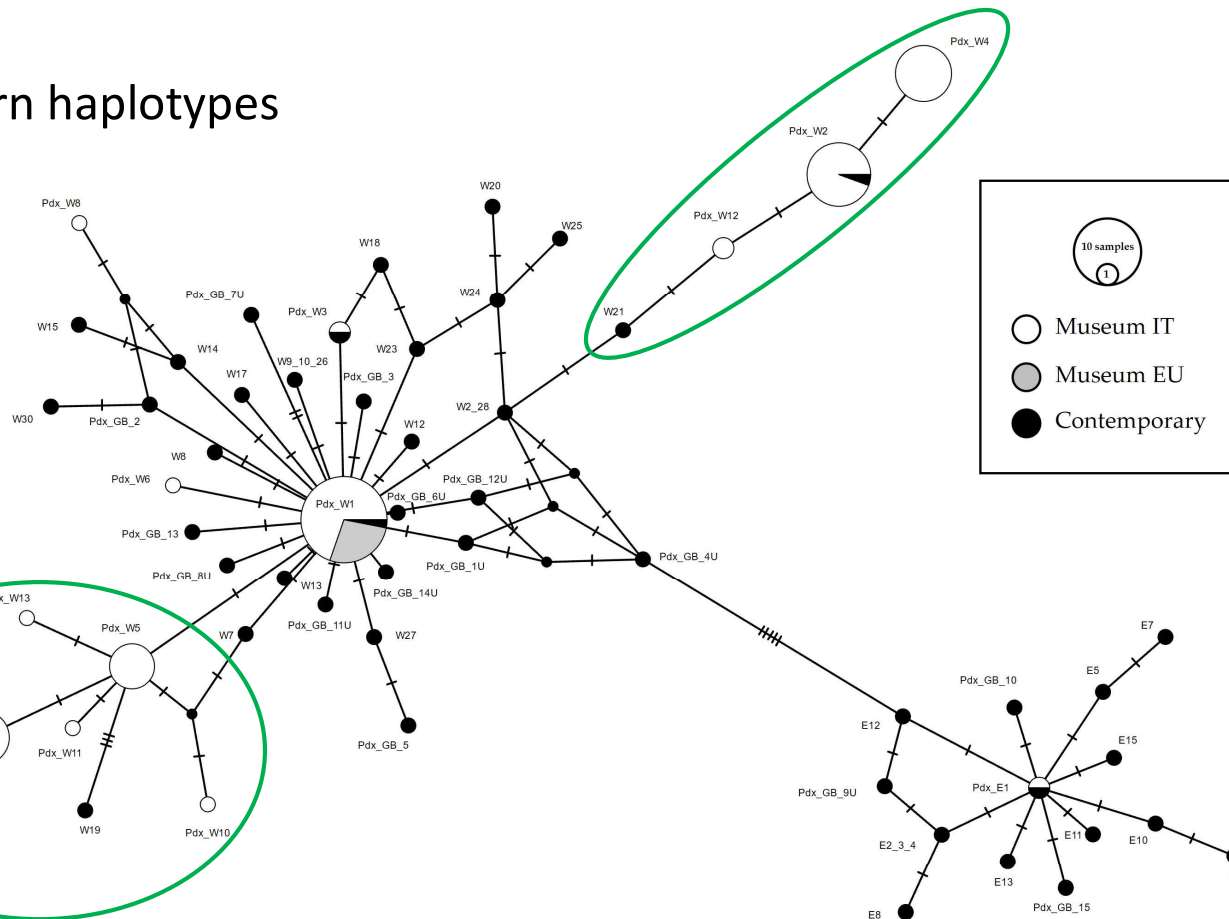 rn haplotypes
Pdx_W4
Pdx_W2
Pdx_W12
W21
W20
W25
W24
W18
Pdx_W8
Pdx_GB_7U
Pdx_W3
W23
W15
W14
W9_10_26
Pdx_GB_3
W17
W30
Pdx_GB_2
W2_28
W12
W8
Pdx_W6
Pdx_GB_12U
Pdx_GB_6U
Pdx_W1
Pdx_GB_13
Pdx_GB_1U
Pdx_GB_4U
Pdx_GB_8U
W13
Pdx_GB_14U
Pdx_GB_11U
x_W13
Pdx_W5
W7
W27
Pdx_W11
Pdx_GB_5
W19
Pdx_W10
10 samples
1
Museum IT
Museum EU
Contemporary
E7
E5
Pdx_GB_10
E12
E15
Pdx_E1
Pdx_GB_9U
E2_3_4
E11
E10
E13
Pdx_GB_15
E8